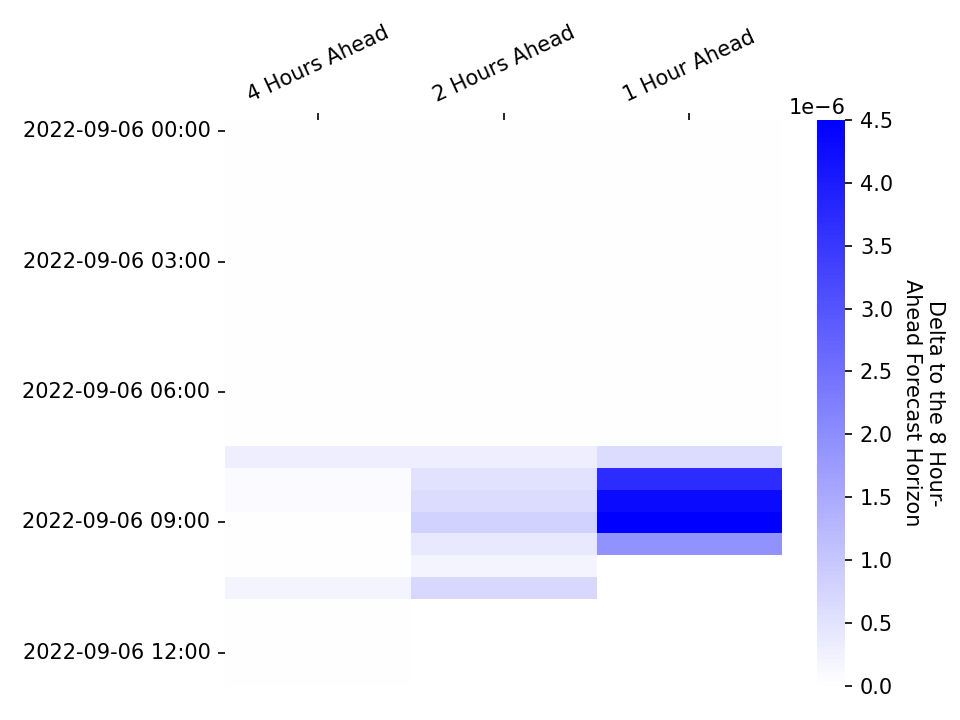 4 Hours Ahead
2 Hours Ahead
1 Hour Ahead
1e−6
2022-09-06 00:00
2022-09-06 03:00
2022-09-06 06:00
2022-09-06 09:00
2022-09-06 12:00
4.5
4.0
3.5
3.0
2.5
2.0
1.5
1.0
0.5
0.0
Delta to the 8 Hour-
Ahead Forecast Horizon